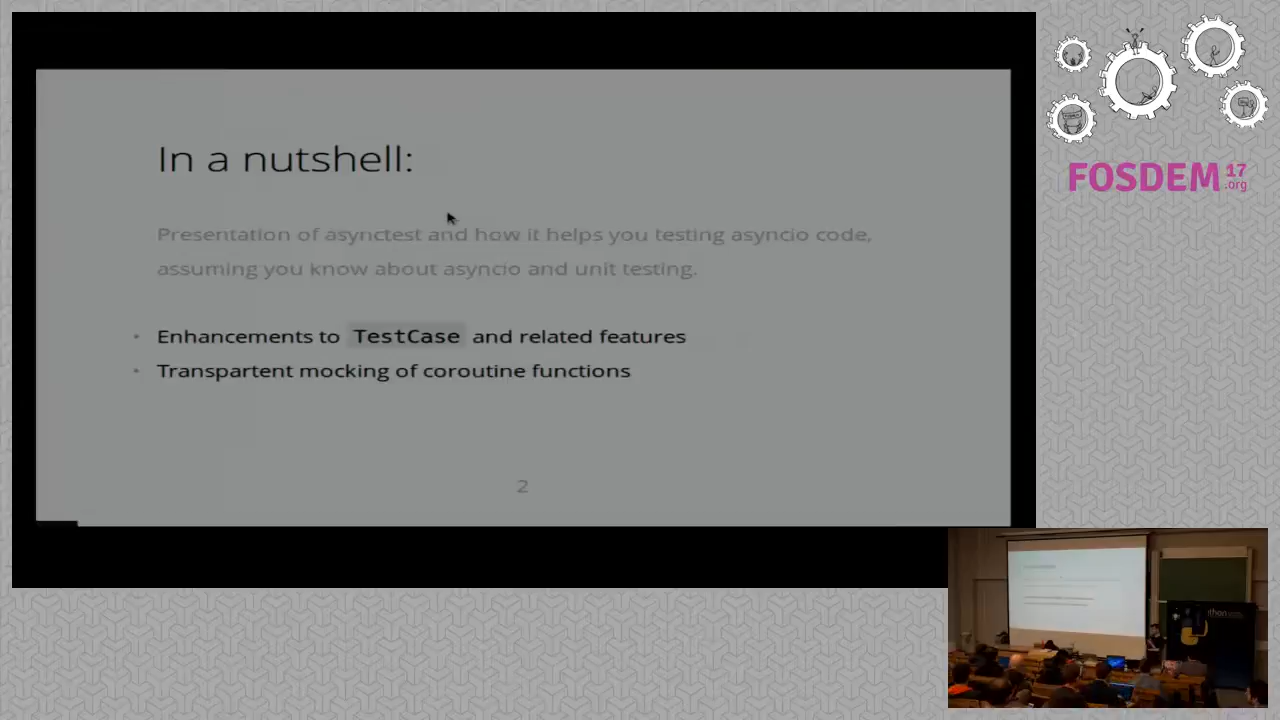 In a nutshell:
Presentation of asynctest and how it helps you testing asyncio code,
assuming you know about asyncio and unit testing.
• Enhancements to TestCase and related features
• Transpartent mocking of coroutine functions
2
FOSDEM 17
.org